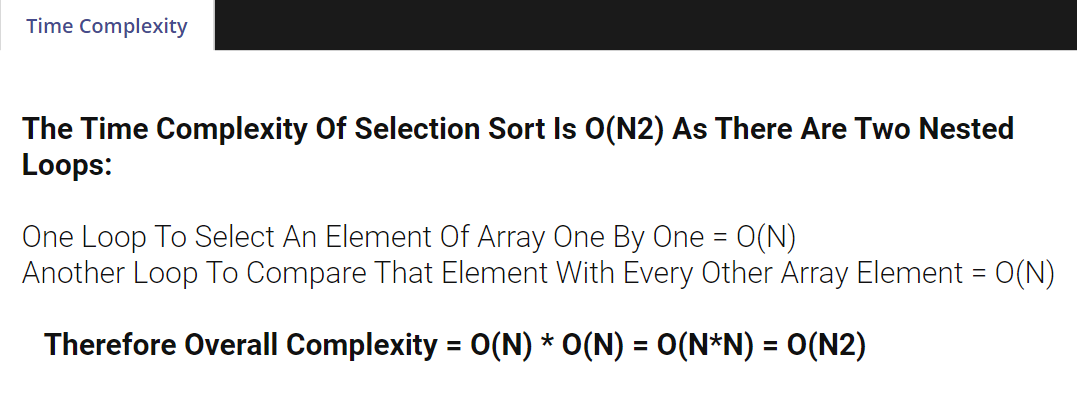 Time Complexity
The Time Complexity Of Selection Sort Is O(N2) As There Are Two Nested
Loops:
One Loop To Select An Element Of Array One By One = O(N)
Another Loop To Compare That Element With Every Other Array Element = O(N)
Therefore Overall Complexity = O(N) * O(N) = O(N*N) = O(N2)